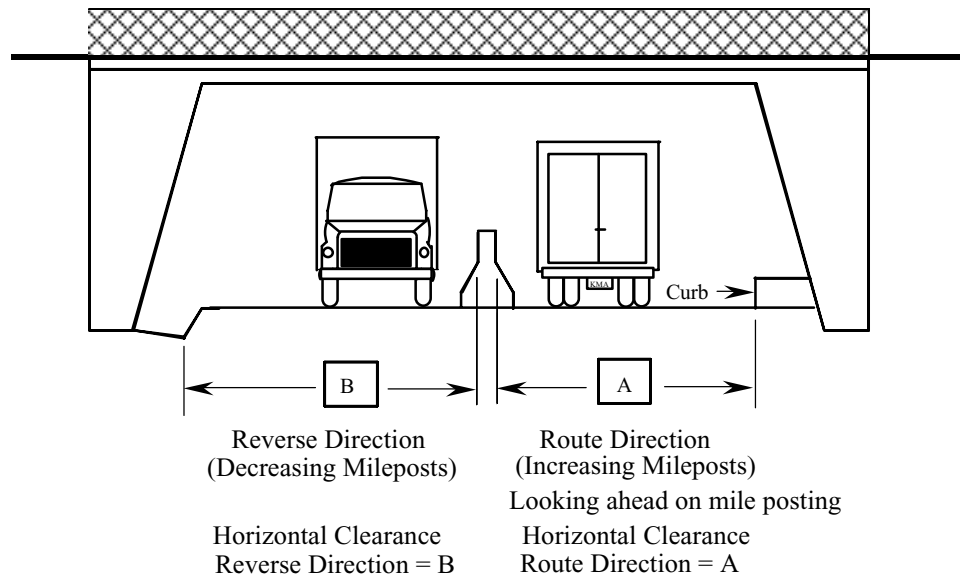 KMA
Curb
B
A
Reverse Direction
(Decreasing Mileposts)
Route Direction
(Increasing Mileposts)
Looking ahead on mile posting
Horizontal Clearance
Reverse Direction = B
Horizontal Clearance
Route Direction = A